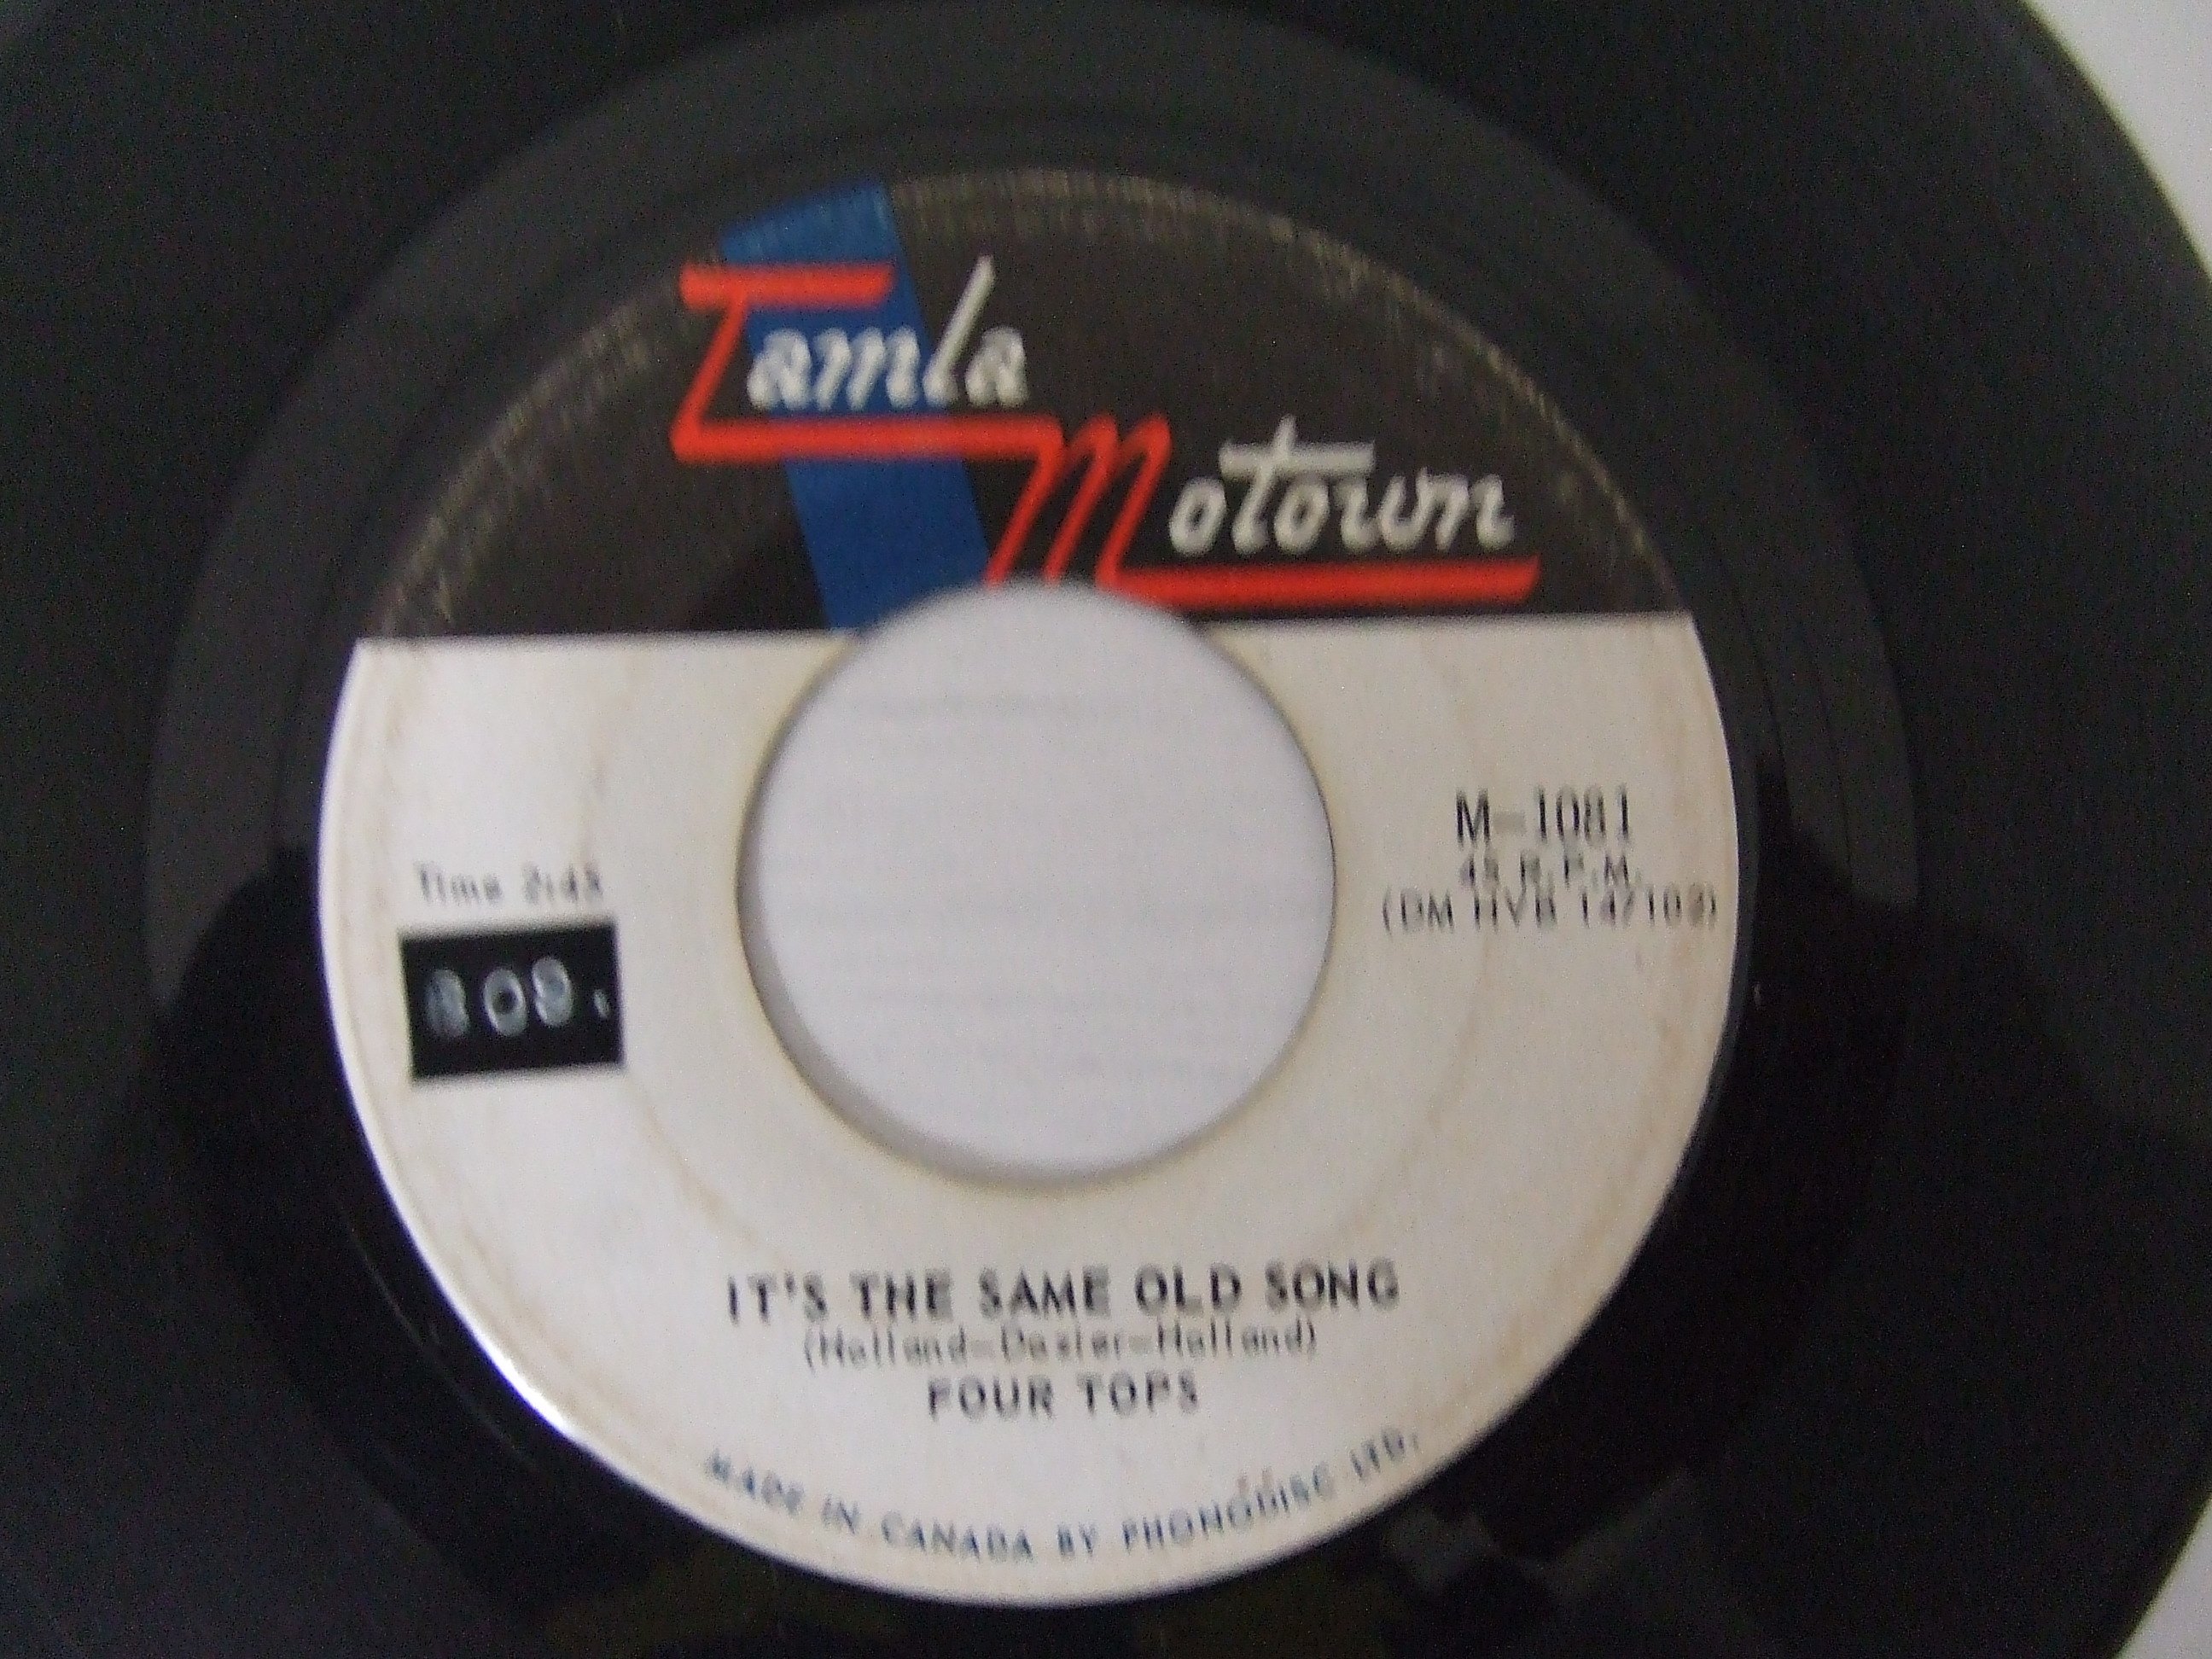 Tamla
Motown
M-1081
45 R.P.M.
Time 2:45
IT'S THE SAME OLD SONG
(Holland-Dozier-Holland)
FOUR TOPS
MADE IN CANADA BY PHONODISC LTD.